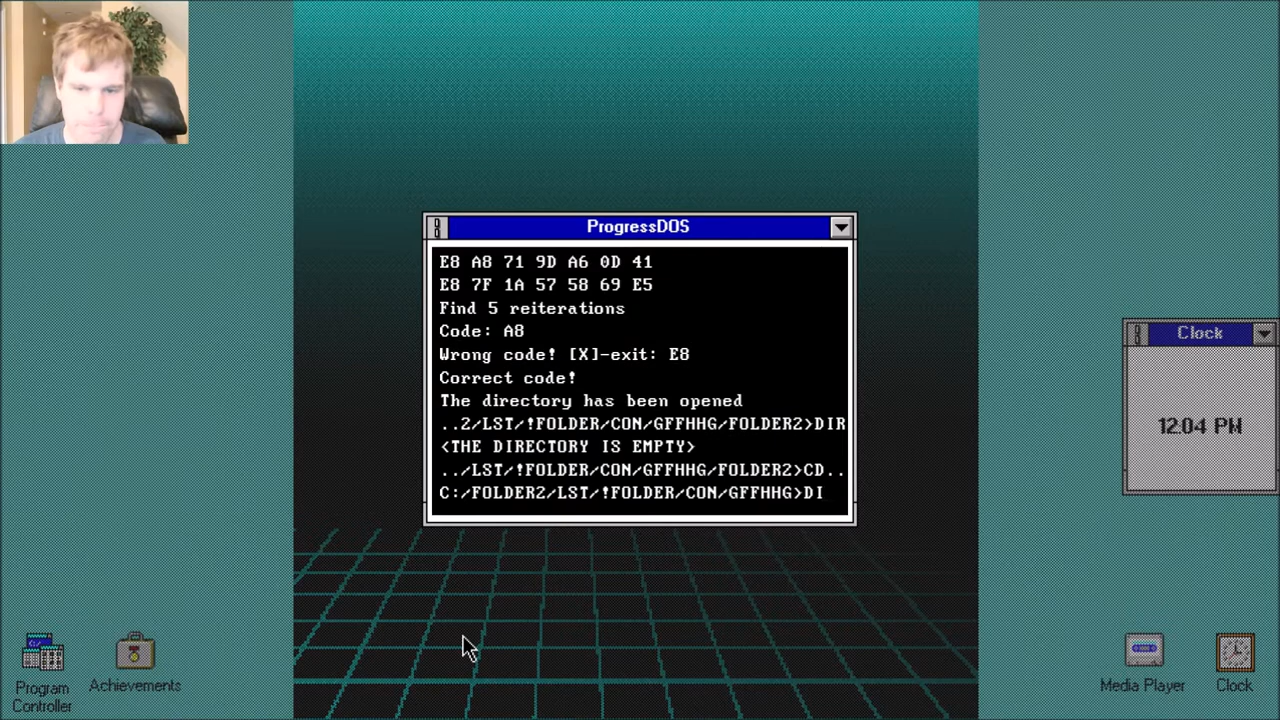 ProgressDOS
E8 A8 71 9D A6 0D 41
E8 7F 1A 57 58 69 E5
Find 5 reiterations
Code: A8
Wrong code! [X]-exit: E8
Correct code!
The directory has been opened
..2/LST/!FOLDER/CON/GFFHHG/FOLDER2>DIR
<THE DIRECTORY IS EMPTY>
../LST/!FOLDER/CON/GFFHHG/FOLDER2>CD..
C:/FOLDER2/LST/!FOLDER/CON/GFFHHG>DI
Clock
12:04 PM
Program
Controller
Achievements
Media Player
Clock